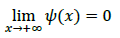 lim ψ(x) = 0
x→+∞